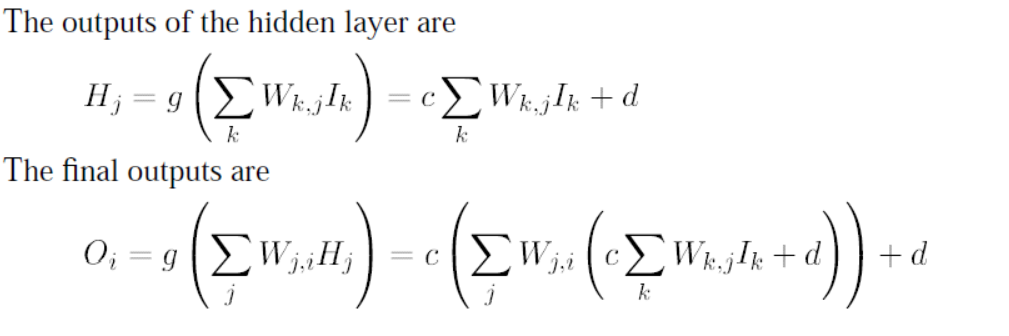 The outputs of the hidden layer are
H_j = g(∑_k W_{k,j} I_k) = c ∑_k W_{k,j} I_k + d
The final outputs are
O_i = g(∑_j W_{j,i} H_j) = c(∑_j W_{j,i}(c ∑_k W_{k,j} I_k + d)) + d